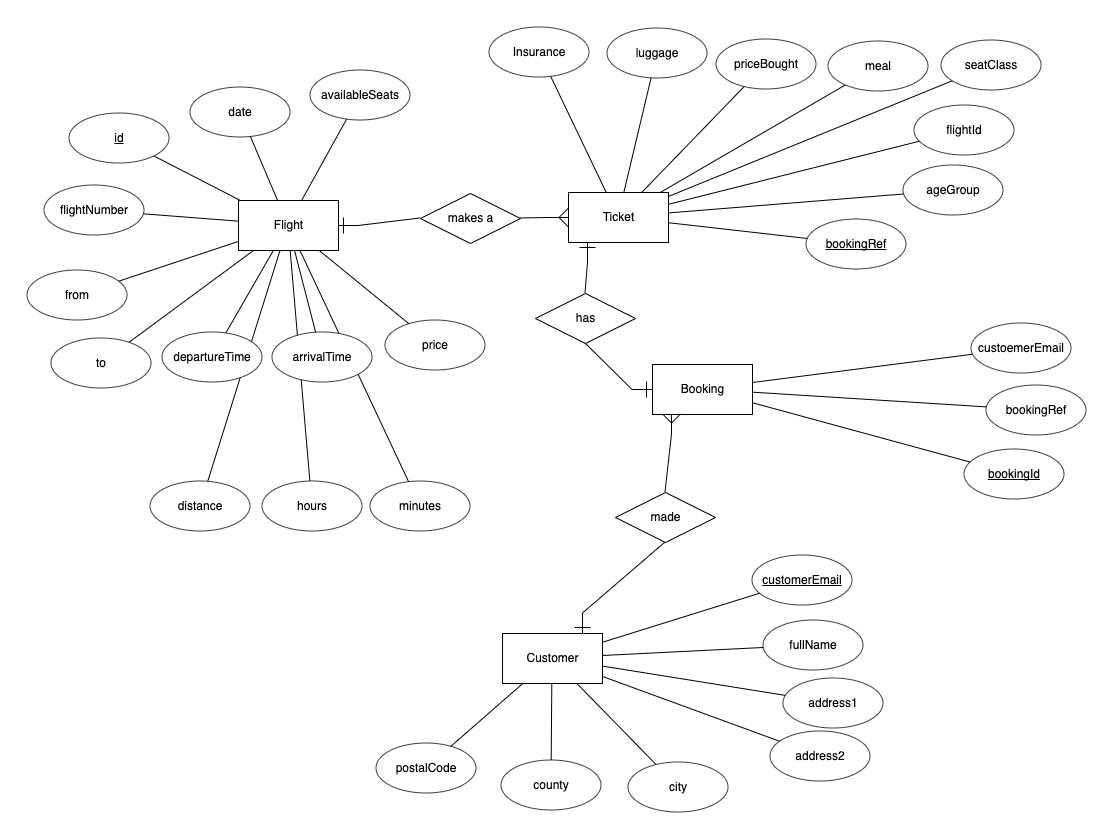 Insurance
luggage
priceBought
meal
seatClass
availableSeats
date
id
flightId
ageGroup
flightNumber
Flight
makes a
Ticket
bookingRef
from
to
departureTime
arrivalTime
price
has
custoemerEmail
Booking
bookingRef
bookingId
distance
hours
minutes
made
customerEmail
fullName
Customer
address1
address2
postalCode
county
city